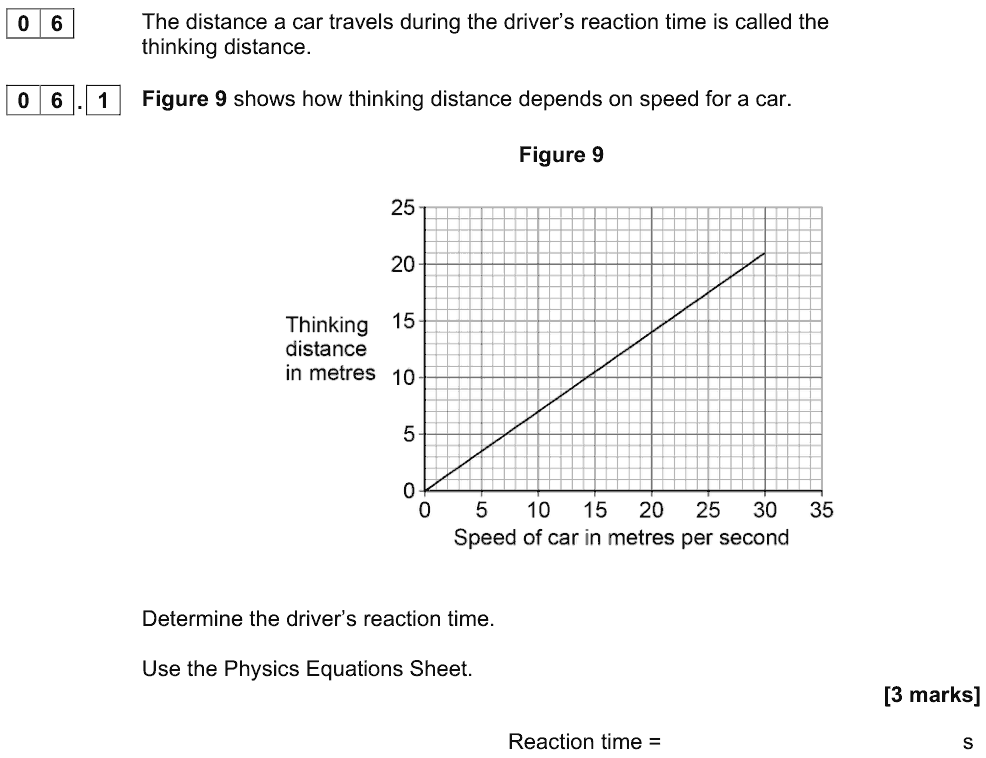 0 6 The distance a car travels during the driver's reaction time is called the
thinking distance.
0 6 . 1 Figure 9 shows how thinking distance depends on speed for a car.
Figure 9
25
20
15
10
5
0
Thinking
distance
in metres
0 5 10 15 20 25 30 35
Speed of car in metres per second
Determine the driver's reaction time.
Use the Physics Equations Sheet.
[3 marks]
Reaction time = s